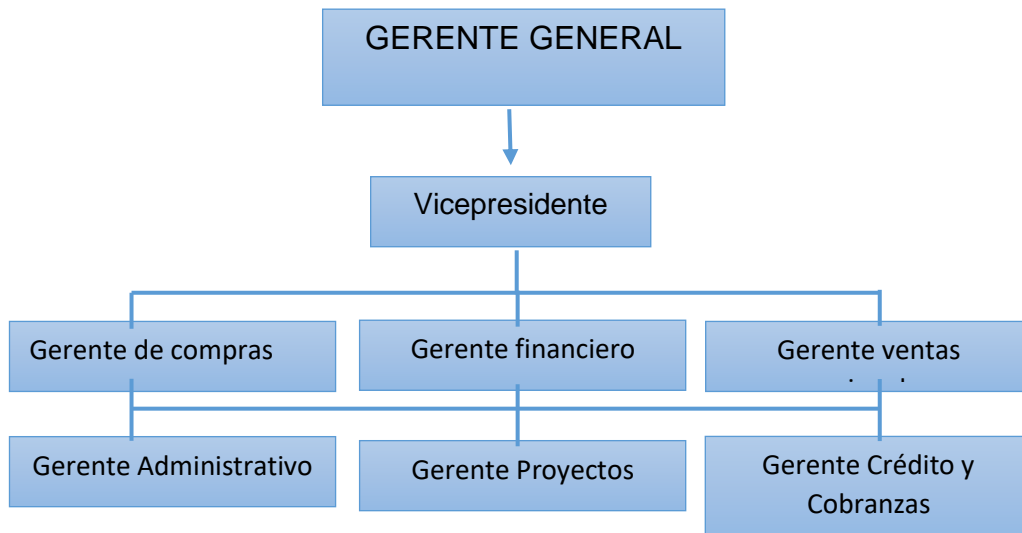 GERENTE GENERAL
Vicepresidente
Gerente de compras
Gerente financiero
Gerente ventas
Gerente Administrativo
Gerente Proyectos
Gerente Crédito y
Cobranzas